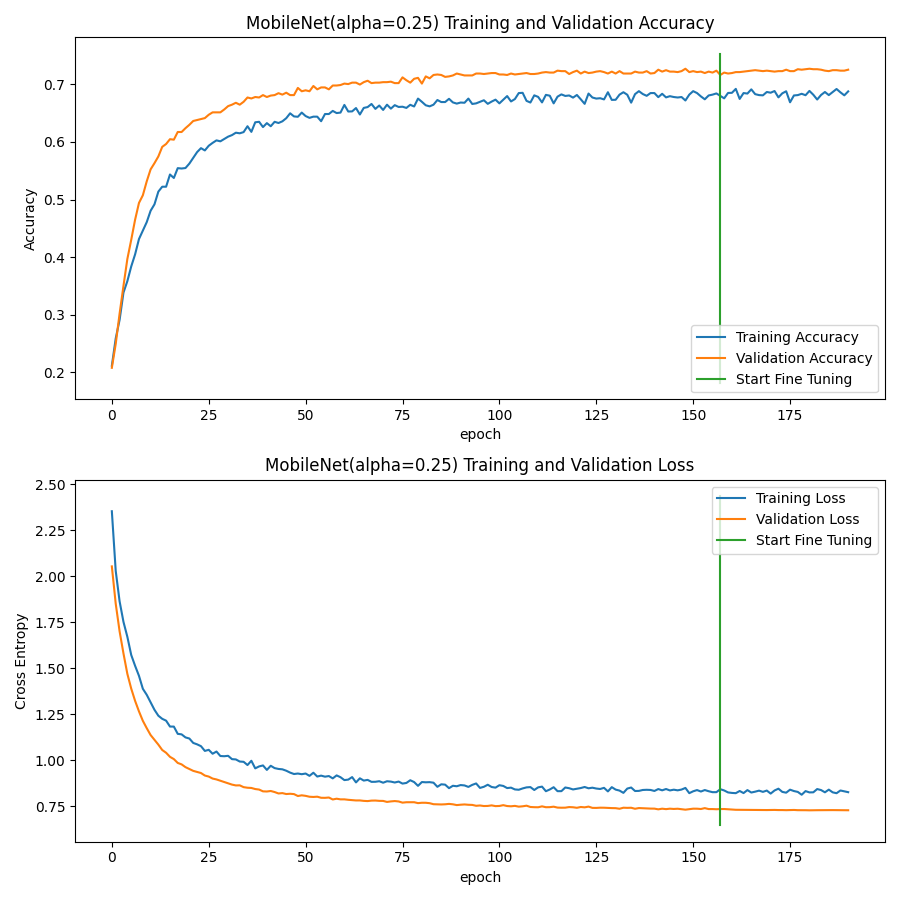 MobileNet(alpha=0.25) Training and Validation Accuracy
Accuracy
0.7
0.6
0.5
0.4
0.3
0.2
Training Accuracy
Validation Accuracy
Start Fine Tuning
0 25 50 75 100 125 150 175
epoch
MobileNet(alpha=0.25) Training and Validation Loss
Cross Entropy
2.50
2.25
2.00
1.75
1.50
1.25
1.00
0.75
Training Loss
Validation Loss
Start Fine Tuning
0 25 50 75 100 125 150 175
epoch